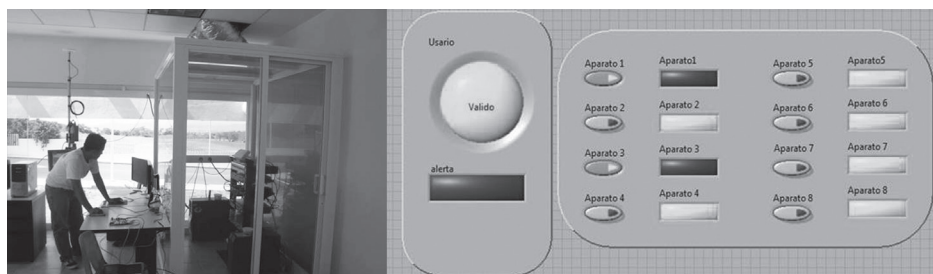 Usario
Valido
alerta
Aparato 1
Aparato1
Aparato 5
Aparato5
Aparato 2
Aparato 2
Aparato 6
Aparato 6
Aparato 3
Aparato 3
Aparato 7
Aparato 7
Aparato 4
Aparato 4
Aparato 8
Aparato 8